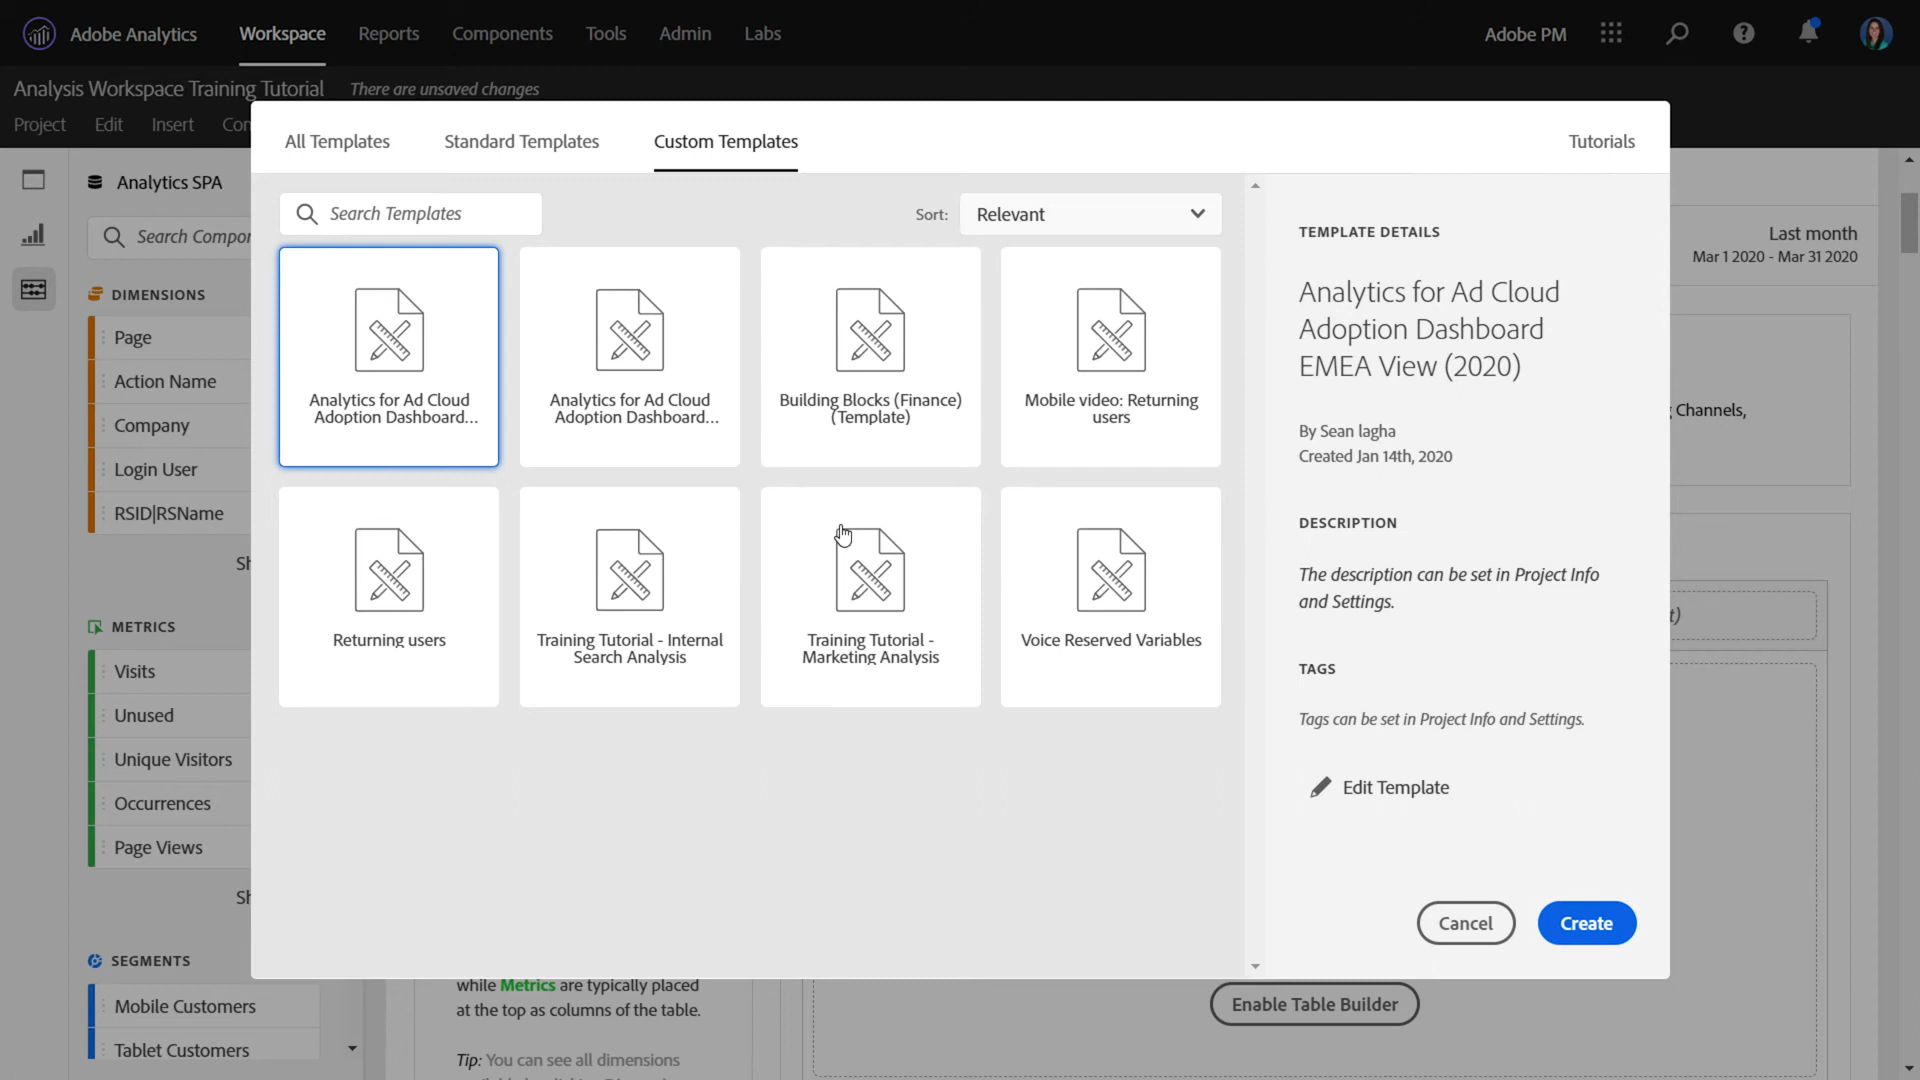 Adobe Analytics
Workspace
Reports
Components
Tools
Admin
Labs
Adobe PM
Analysis Workspace Training Tutorial
There are unsaved changes
Project
Edit
Insert
Con
All Templates
Standard Templates
Custom Templates
Tutorials
Analytics SPA
Search Compor
Search Templates
Sort:
Relevant
DIMENSIONS
Page
Action Name
Company
Login User
RSID|RSName
Sh
METRICS
Visits
Unused
Unique Visitors
Occurrences
Page Views
Sh
SEGMENTS
Mobile Customers
Tablet Customers
Analytics for Ad Cloud
Adoption Dashboard...
Analytics for Ad Cloud
Adoption Dashboard...
Building Blocks (Finance)
(Template)
Mobile video: Returning
users
Returning users
Training Tutorial - Internal
Search Analysis
Training Tutorial -
Marketing Analysis
Voice Reserved Variables
TEMPLATE DETAILS
Analytics for Ad Cloud
Adoption Dashboard
EMEA View (2020)
By Sean lagha
Created Jan 14th, 2020
DESCRIPTION
The description can be set in Project Info
and Settings.
TAGS
Tags can be set in Project Info and Settings.
Edit Template
Cancel
Create
Last month
Mar 1 2020 - Mar 31 2020
Channels,
t)
while Metrics are typically placed
at the top as columns of the table.
Tip: You can see all dimensions
Enable Table Builder